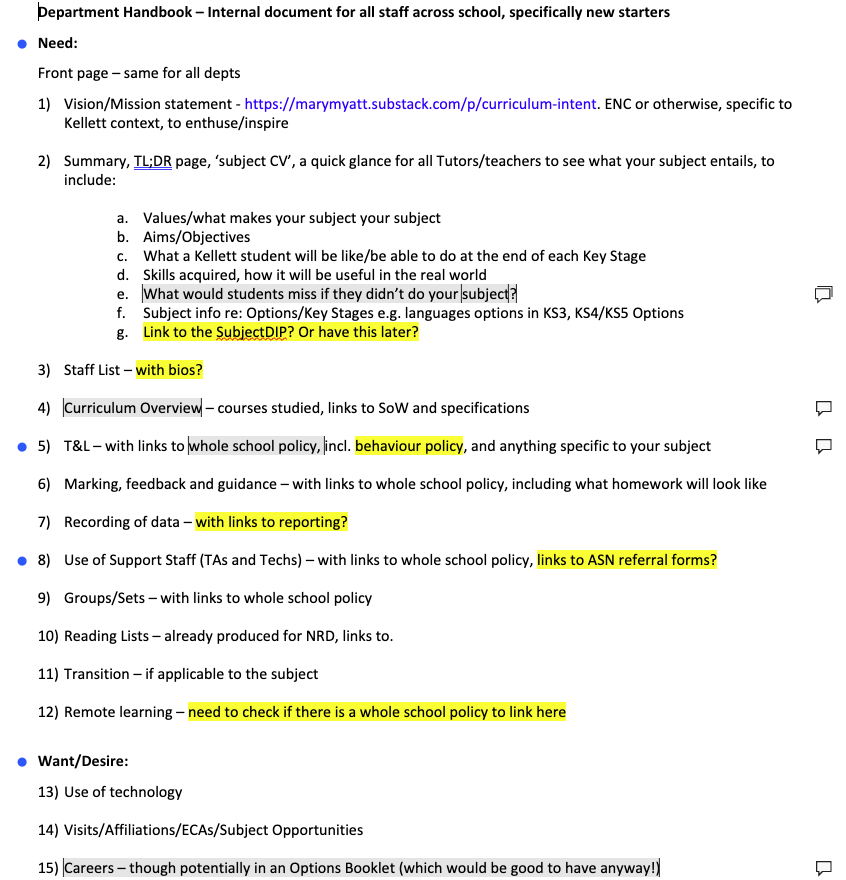 Department Handbook – Internal document for all staff across school, specifically new starters
Need:
Front page – same for all depts
1) Vision/Mission statement - https://marymyatt.substack.com/p/curriculum-intent. ENC or otherwise, specific to
Kellett context, to enthuse/inspire
2) Summary, TL;DR page, ‘subject CV’, a quick glance for all Tutors/teachers to see what your subject entails, to
include:
a. Values/what makes your subject your subject
b. Aims/Objectives
c. What a Kellett student will be like/be able to do at the end of each Key Stage
d. Skills acquired, how it will be useful in the real world
e. What would students miss if they didn’t do your subject?
f. Subject info re: Options/Key Stages e.g. languages options in KS3, KS4/KS5 Options
g. Link to the SubjectDIP? Or have this later?
3) Staff List – with bios?
4) Curriculum Overview – courses studied, links to SoW and specifications
5) T&L – with links to whole school policy, incl. behaviour policy, and anything specific to your subject
6) Marking, feedback and guidance – with links to whole school policy, including what homework will look like
7) Recording of data – with links to reporting?
8) Use of Support Staff (TAs and Techs) – with links to whole school policy, links to ASN referral forms?
9) Groups/Sets – with links to whole school policy
10) Reading Lists – already produced for NRD, links to.
11) Transition – if applicable to the subject
12) Remote learning – need to check if there is a whole school policy to link here
Want/Desire:
13) Use of technology
14) Visits/Affiliations/ECAs/Subject Opportunities
15) Careers – though potentially in an Options Booklet (which would be good to have anyway!)